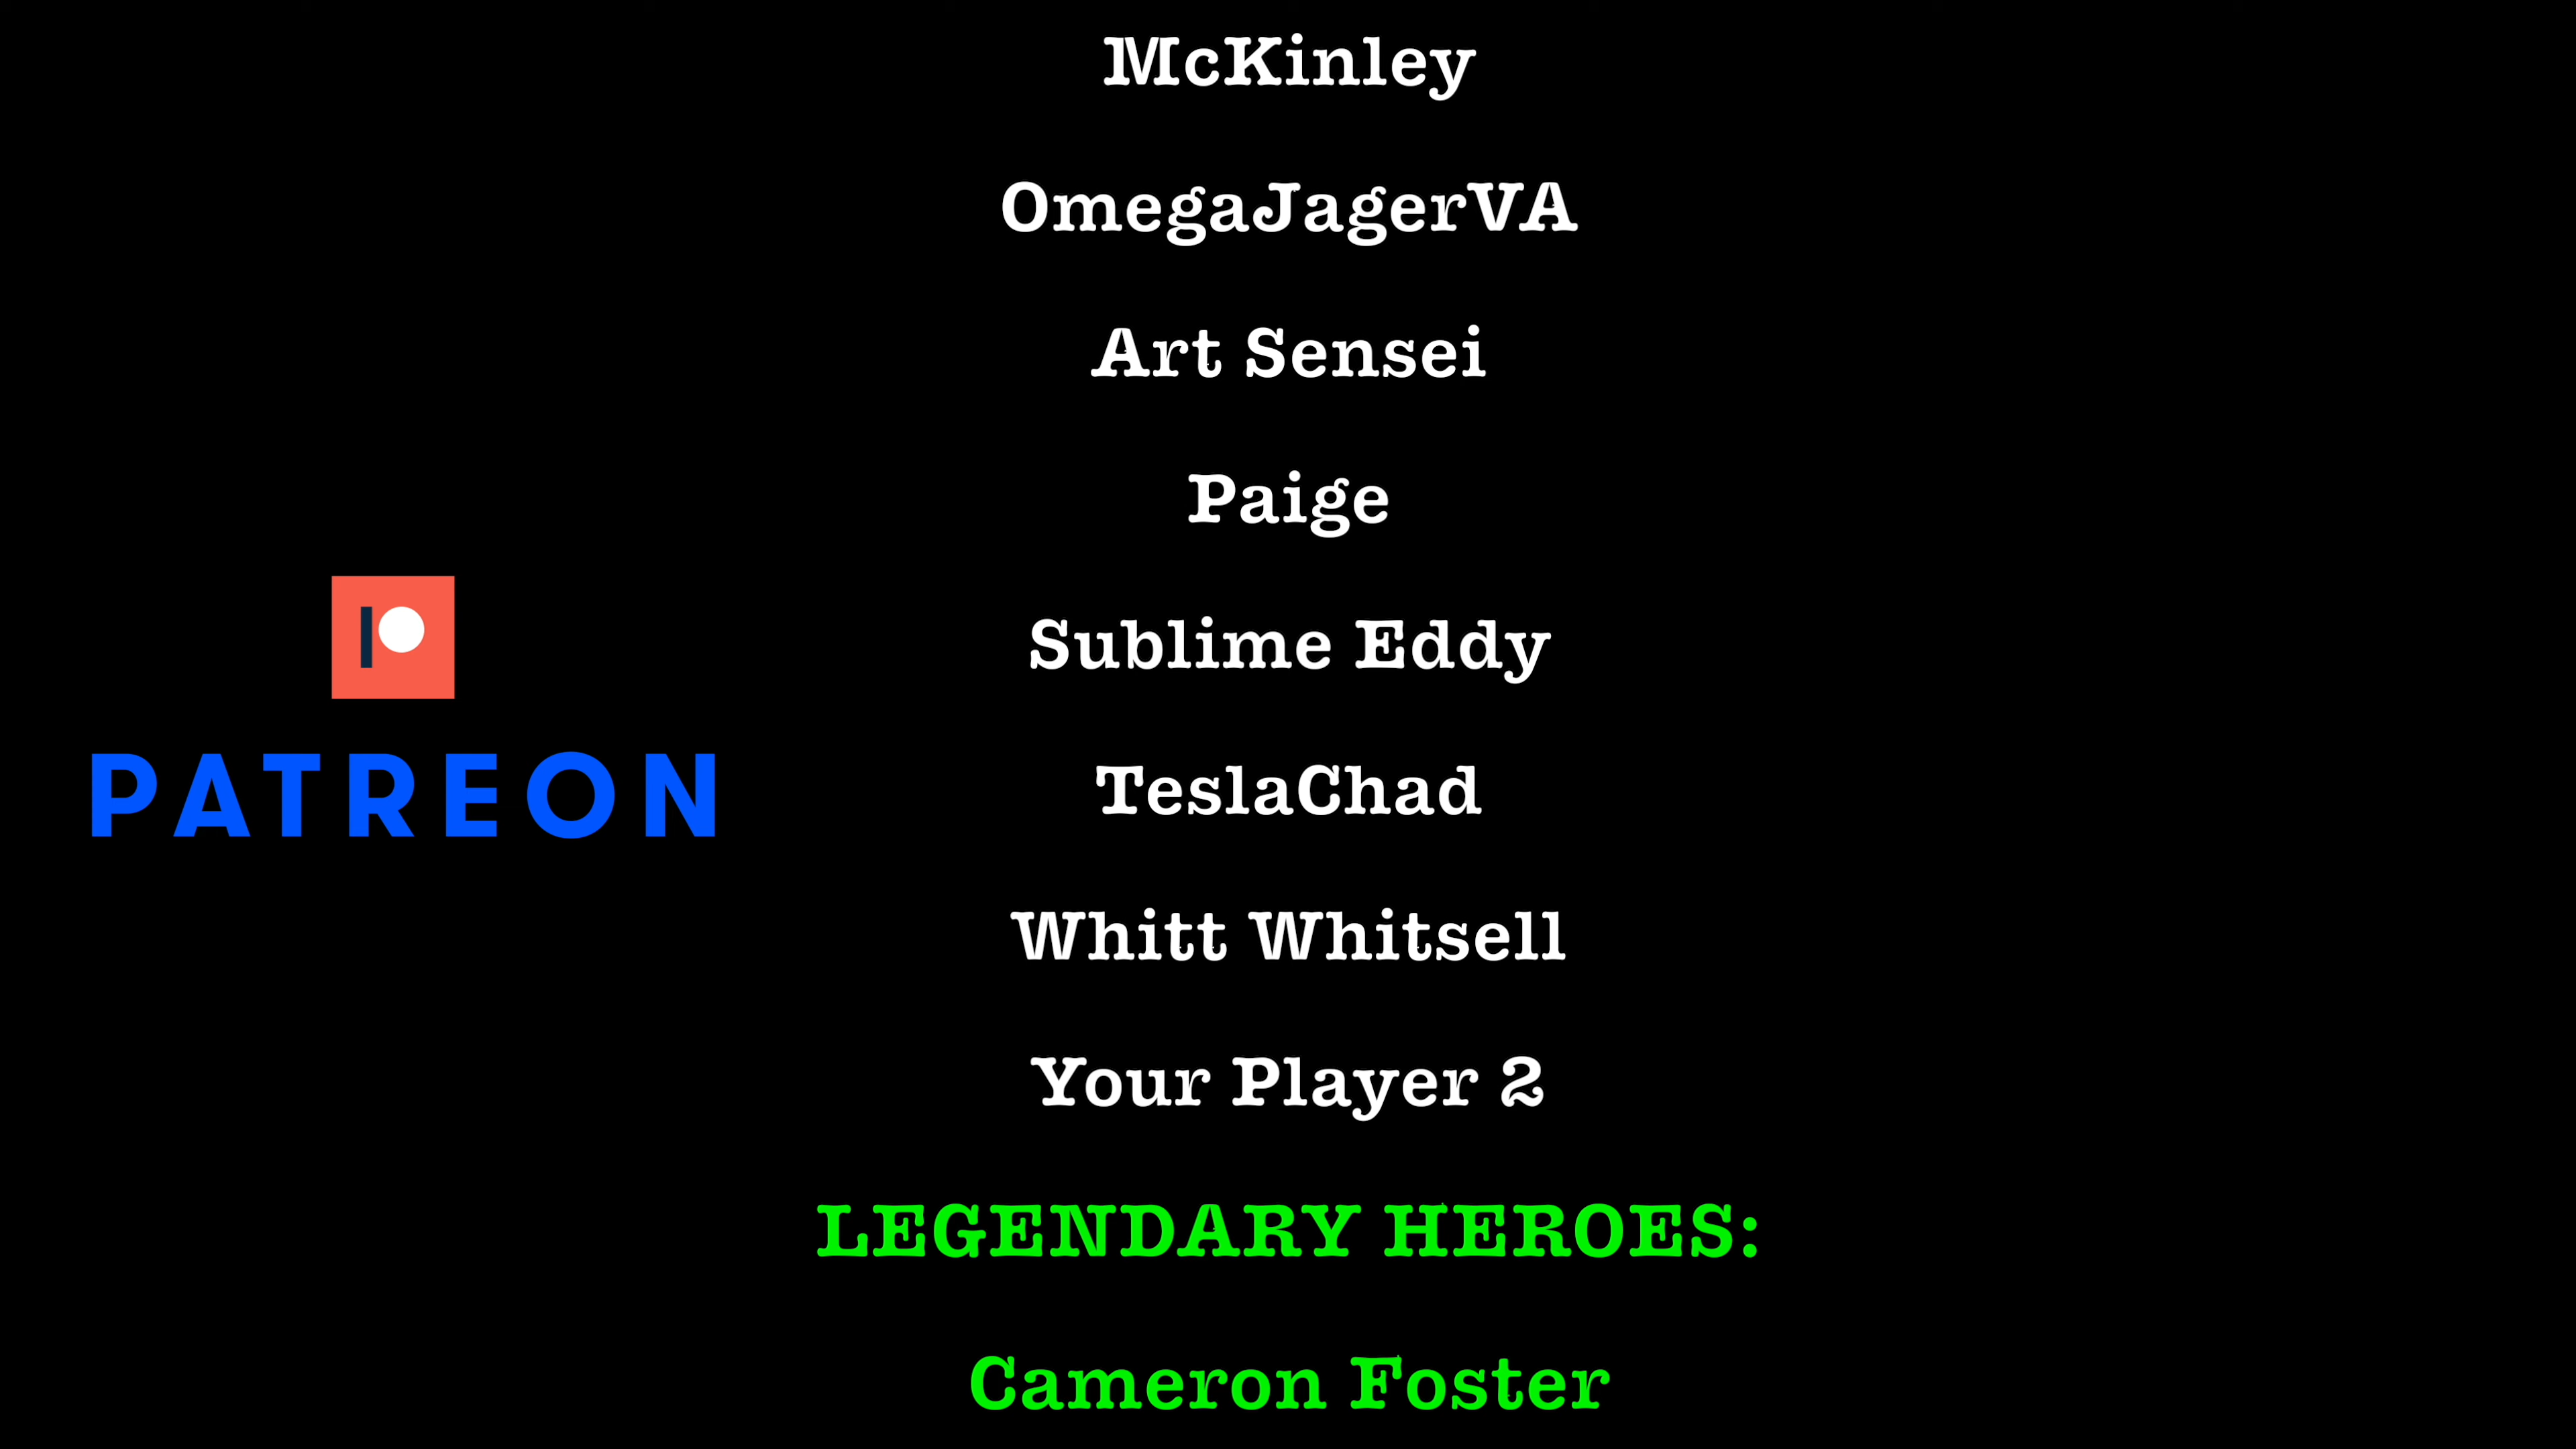 McKinley
OmegaJagerVA
Art Sensei
Paige
Sublime Eddy
PATREON
TeslaChad
Whitt Whitsell
Your Player 2
LEGENDARY HEROES:
Cameron Foster